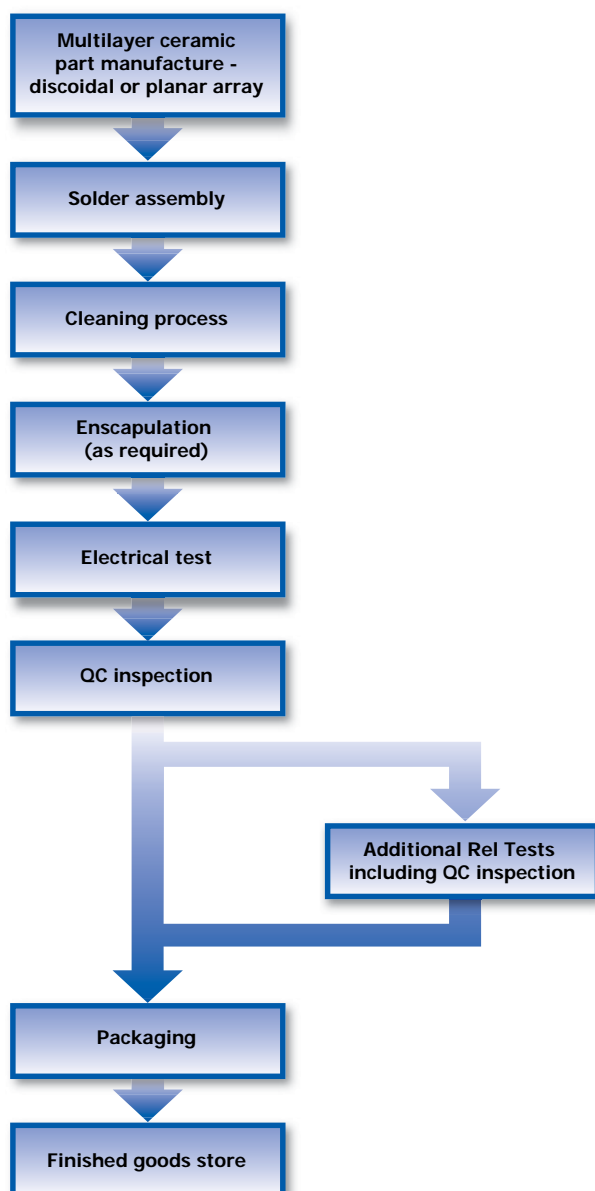 Multilayer ceramic
part manufacture -
discoidal or planar array
Solder assembly
Cleaning process
Enscapulation
(as required)
Electrical test
QC inspection
Additional Rel Tests
including QC inspection
Packaging
Finished goods store